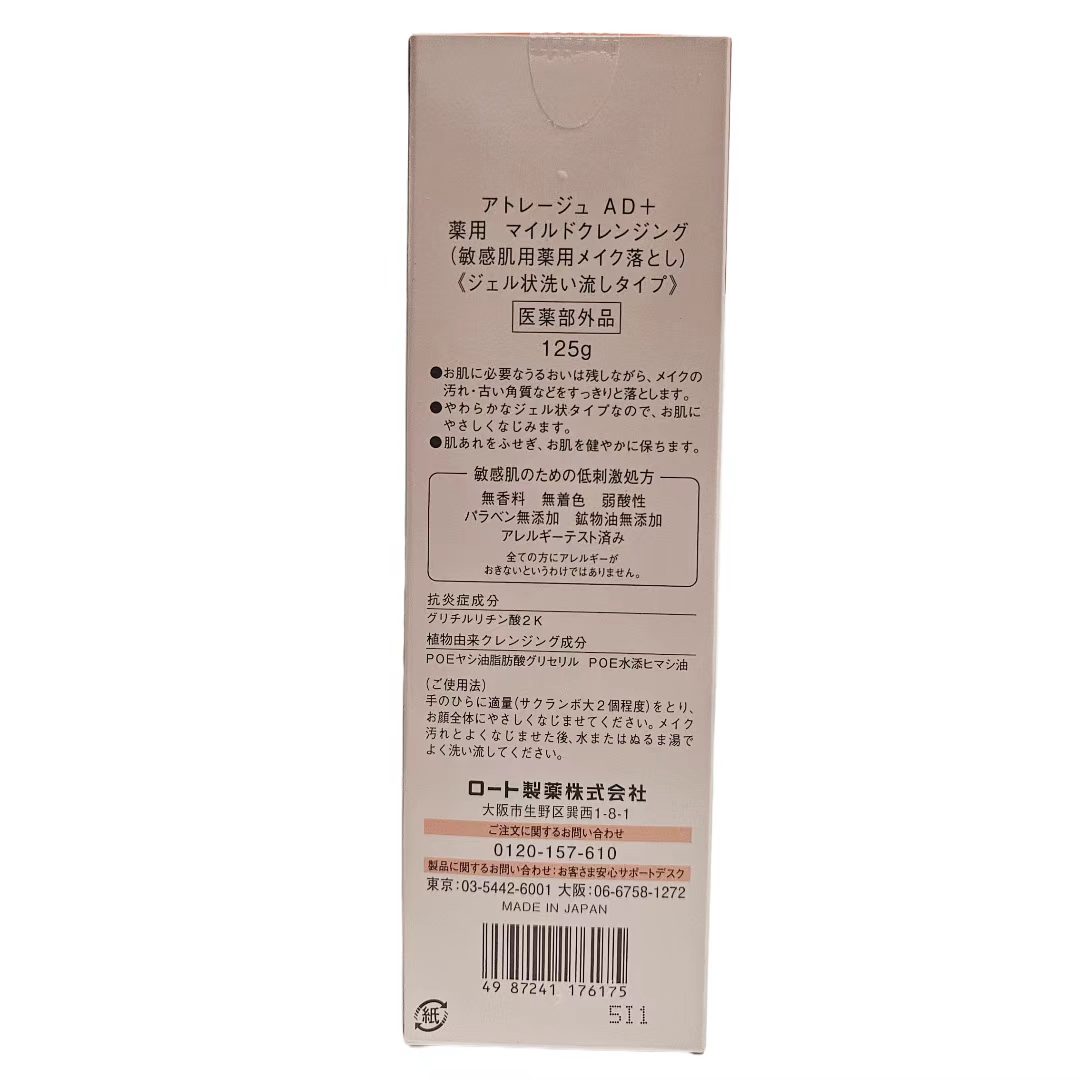 アトレージュ AD＋
薬用 マイルドクレンジング
(敏感肌用薬用メイク落とし)
《ジェル状洗い流しタイプ》
医薬部外品
125g
●お肌に必要なうるおいは残しながら、メイクの
汚れ・古い角質などをすっきりと落とします。
●やわらかなジェル状タイプなので、お肌に
やさしくなじみます。
●肌あれをふせぎ、お肌を健やかに保ちます。
敏感肌のための低刺激処方
無香料 無着色 弱酸性
パラベン無添加 鉱物油無添加
アレルギーテスト済み
全ての方にアレルギーが
おきないというわけではありません。
抗炎症成分
グリチルリチン酸2K
植物由来クレンジング成分
POEヤシ油脂肪酸グリセリル POE水添ヒマシ油
(ご使用法)
手のひらに適量(サクランボ大2個程度)をとり、
お顔全体にやさしくなじませてください。メイク
汚れとよくなじませた後、水またはぬるま湯で
よく洗い流してください。
ロート製薬株式会社
大阪市生野区巽西1-8-1
ご注文に関するお問い合わせ
0120-157-610
製品に関するお問い合わせ:お客さま安心サポートデスク
東京:03-5442-6001 大阪:06-6758-1272
MADE IN JAPAN
49 87241 176175
5I1
紙